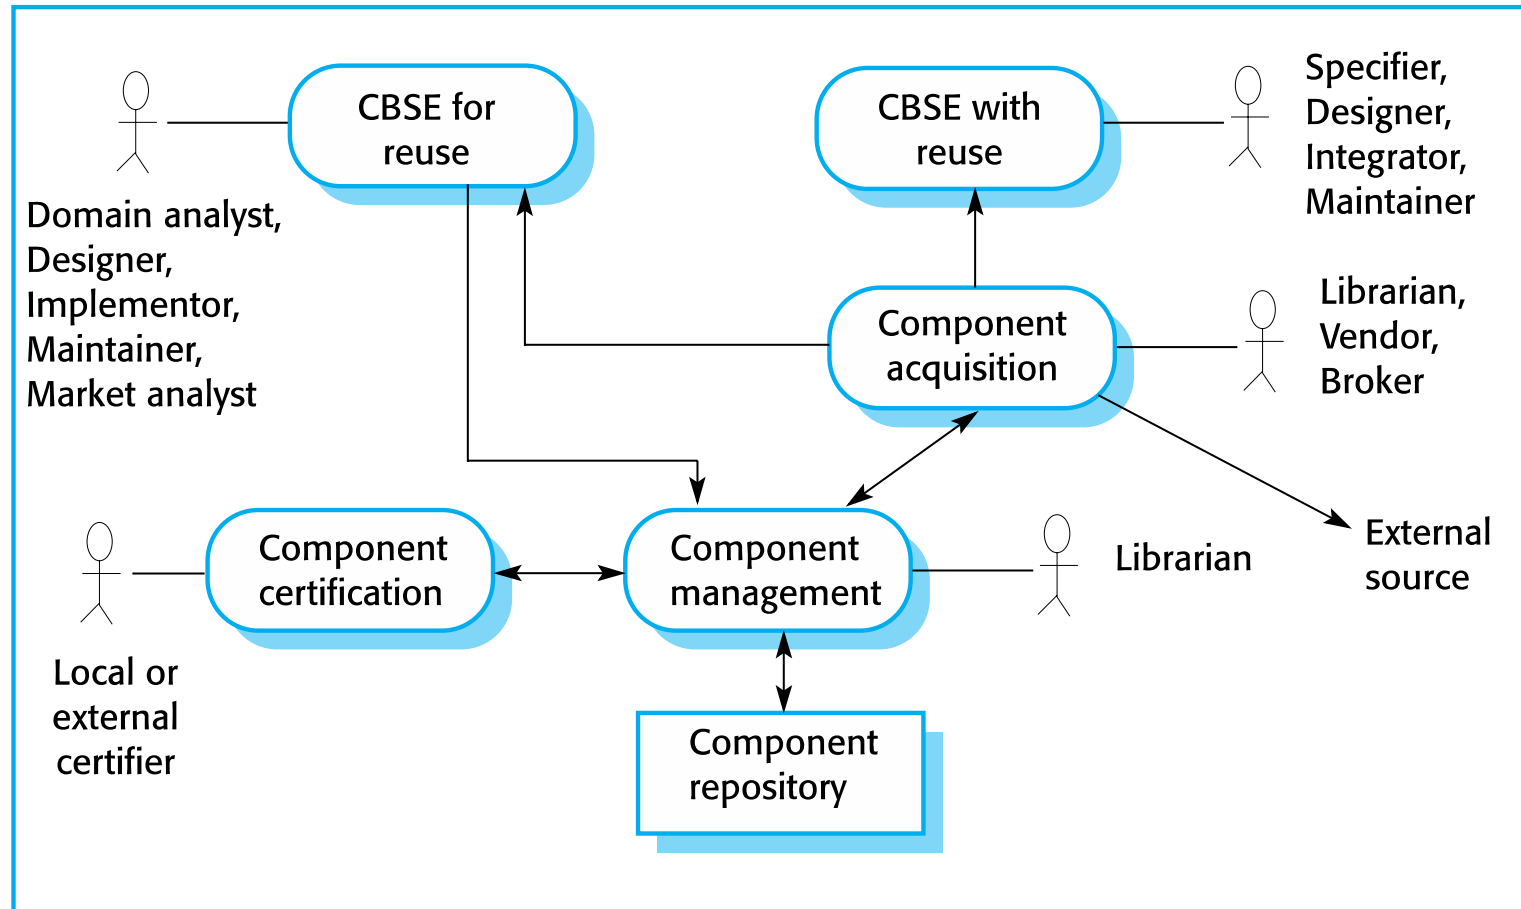 CBSE for
reuse
CBSE with
reuse
Specifier,
Designer,
Integrator,
Maintainer
Domain analyst,
Designer,
Implementor,
Maintainer,
Market analyst
Component
acquisition
Librarian,
Vendor,
Broker
Component
certification
Component
management
Librarian
External
source
Local or
external
certifier
Component
repository